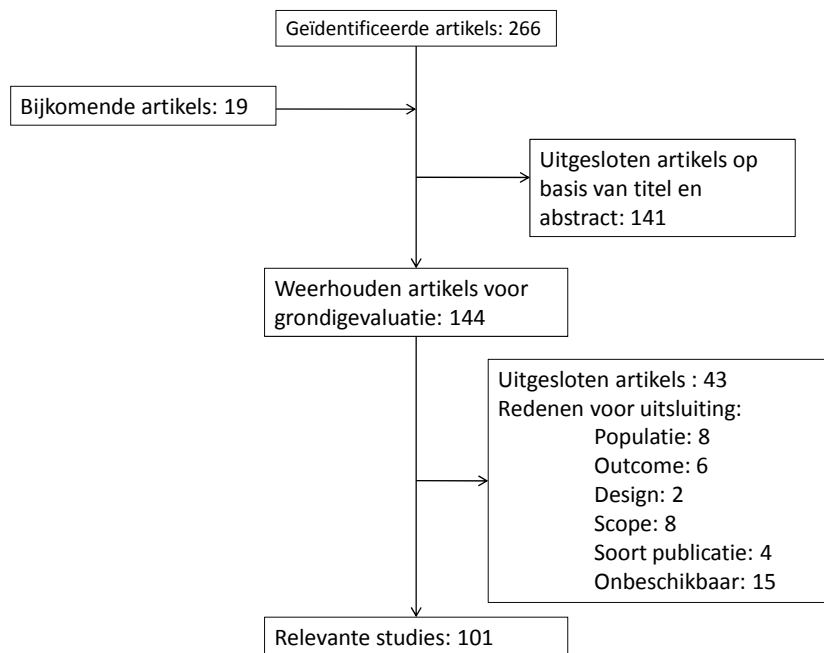 Geïdentificeerde artikels: 266
Bijkomende artikels: 19
Uitgesloten artikels op
basis van titel en
abstract: 141
Weerhouden artikels voor
grondigevaluatie: 144
Uitgesloten artikels : 43
Redenen voor uitsluiting:
Populatie: 8
Outcome: 6
Design: 2
Scope: 8
Soort publicatie: 4
Onbeschikbaar: 15
Relevante studies: 101